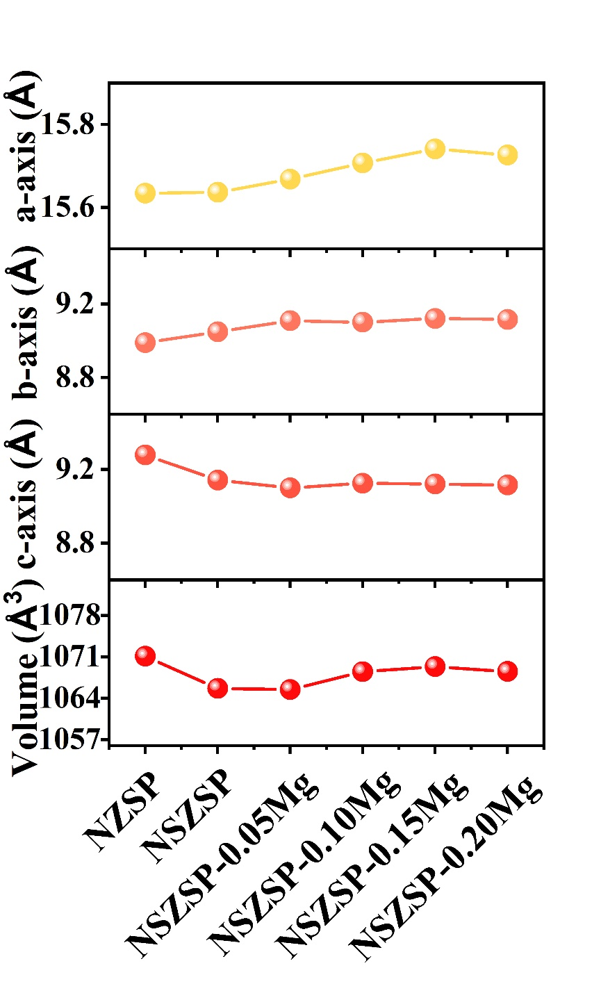 a-axis (Å)
15.8
15.6
b-axis (Å)
9.2
8.8
c-axis (Å)
9.2
8.8
Volume (Å³)
1078
1071
1064
1057
NZSP
NSZSP
NSZSP-0.05Mg
NSZSP-0.10Mg
NSZSP-0.15Mg
NSZSP-0.20Mg